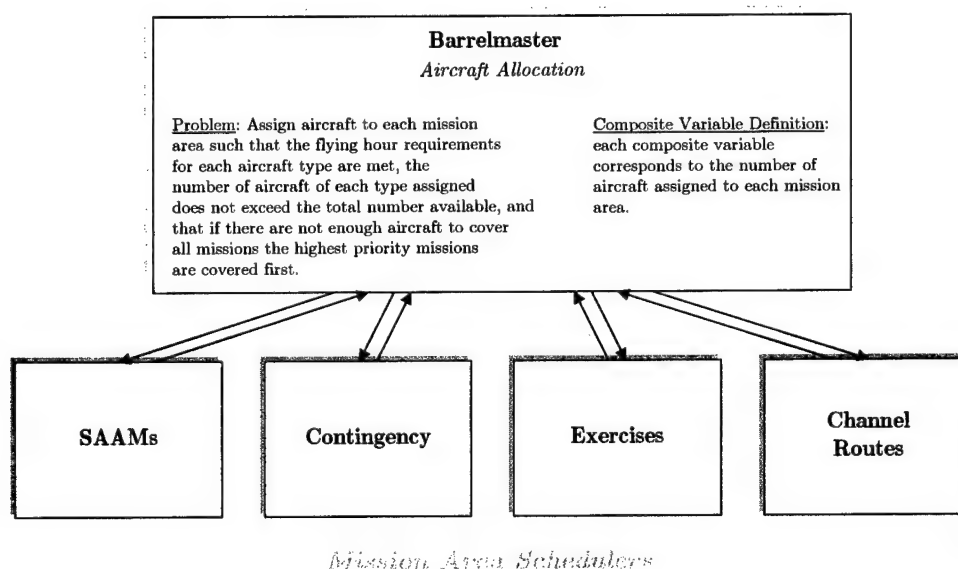 Barrelmaster
Aircraft Allocation
Problem: Assign aircraft to each mission
area such that the flying hour requirements
for each aircraft type are met, the
number of aircraft of each type assigned
does not exceed the total number available, and
that if there are not enough aircraft to cover
all missions the highest priority missions
are covered first.
Composite Variable Definition:
each composite variable
corresponds to the number of
aircraft assigned to each mission
area.
SAAMs
Contingency
Exercises
Channel
Routes
Mission Area Schedulers